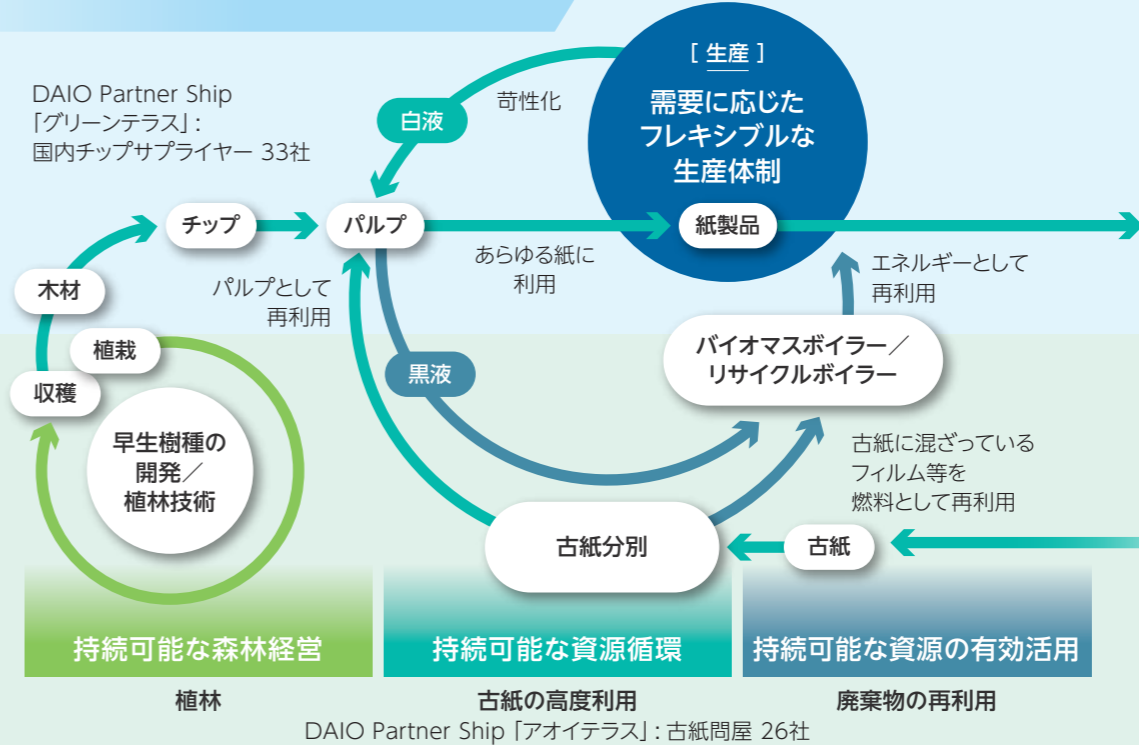 DAIO Partner Ship
「グリーンテラス」:
国内チップサプライヤー 33社
[ 生産 ]
需要に応じた
フレキシブルな
生産体制
苛性化
白液
チップ
パルプ
紙製品
あらゆる紙に
利用
エネルギーとして
再利用
木材
パルプとして
再利用
植栽
収穫
黒液
バイオマスボイラー／
リサイクルボイラー
早生樹種の
開発／
植林技術
古紙に混ざっている
フィルム等を
燃料として再利用
古紙分別
古紙
持続可能な森林経営
持続可能な資源循環
持続可能な資源の有効活用
植林
古紙の高度利用
廃棄物の再利用
DAIO Partner Ship「アオイテラス」: 古紙問屋 26社